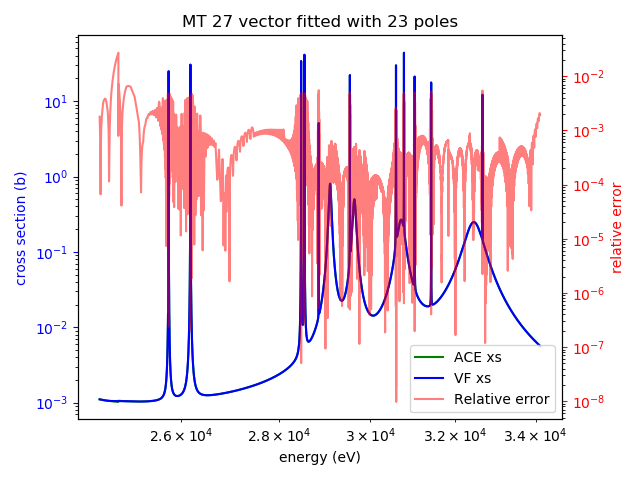 MT 27 vector fitted with 23 poles
cross section (b)
10¹
10⁰
10⁻¹
10⁻²
10⁻³
10⁻²
10⁻³
10⁻⁴
10⁻⁵
10⁻⁶
10⁻⁷
10⁻⁸
relative error
ACE xs
VF xs
Relative error
2.6 × 10⁴ 2.8 × 10⁴ 3 × 10⁴ 3.2 × 10⁴ 3.4 × 10⁴
energy (eV)